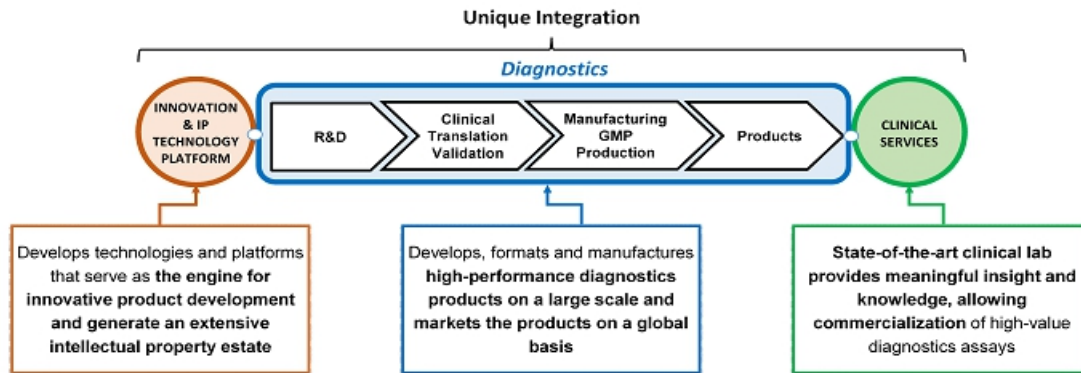 Unique Integration
Diagnostics
INNOVATION
& IP
TECHNOLOGY
PLATFORM
R&D
Clinical
Translation
Validation
Manufacturing
GMP
Production
Products
CLINICAL
SERVICES
Develops technologies and platforms
that serve as the engine for
innovative product development
and generate an extensive
intellectual property estate
Develops, formats and manufactures
high-performance diagnostics
products on a large scale and
markets the products on a global
basis
State-of-the-art clinical lab
provides meaningful insight and
knowledge, allowing
commercialization of high-value
diagnostics assays